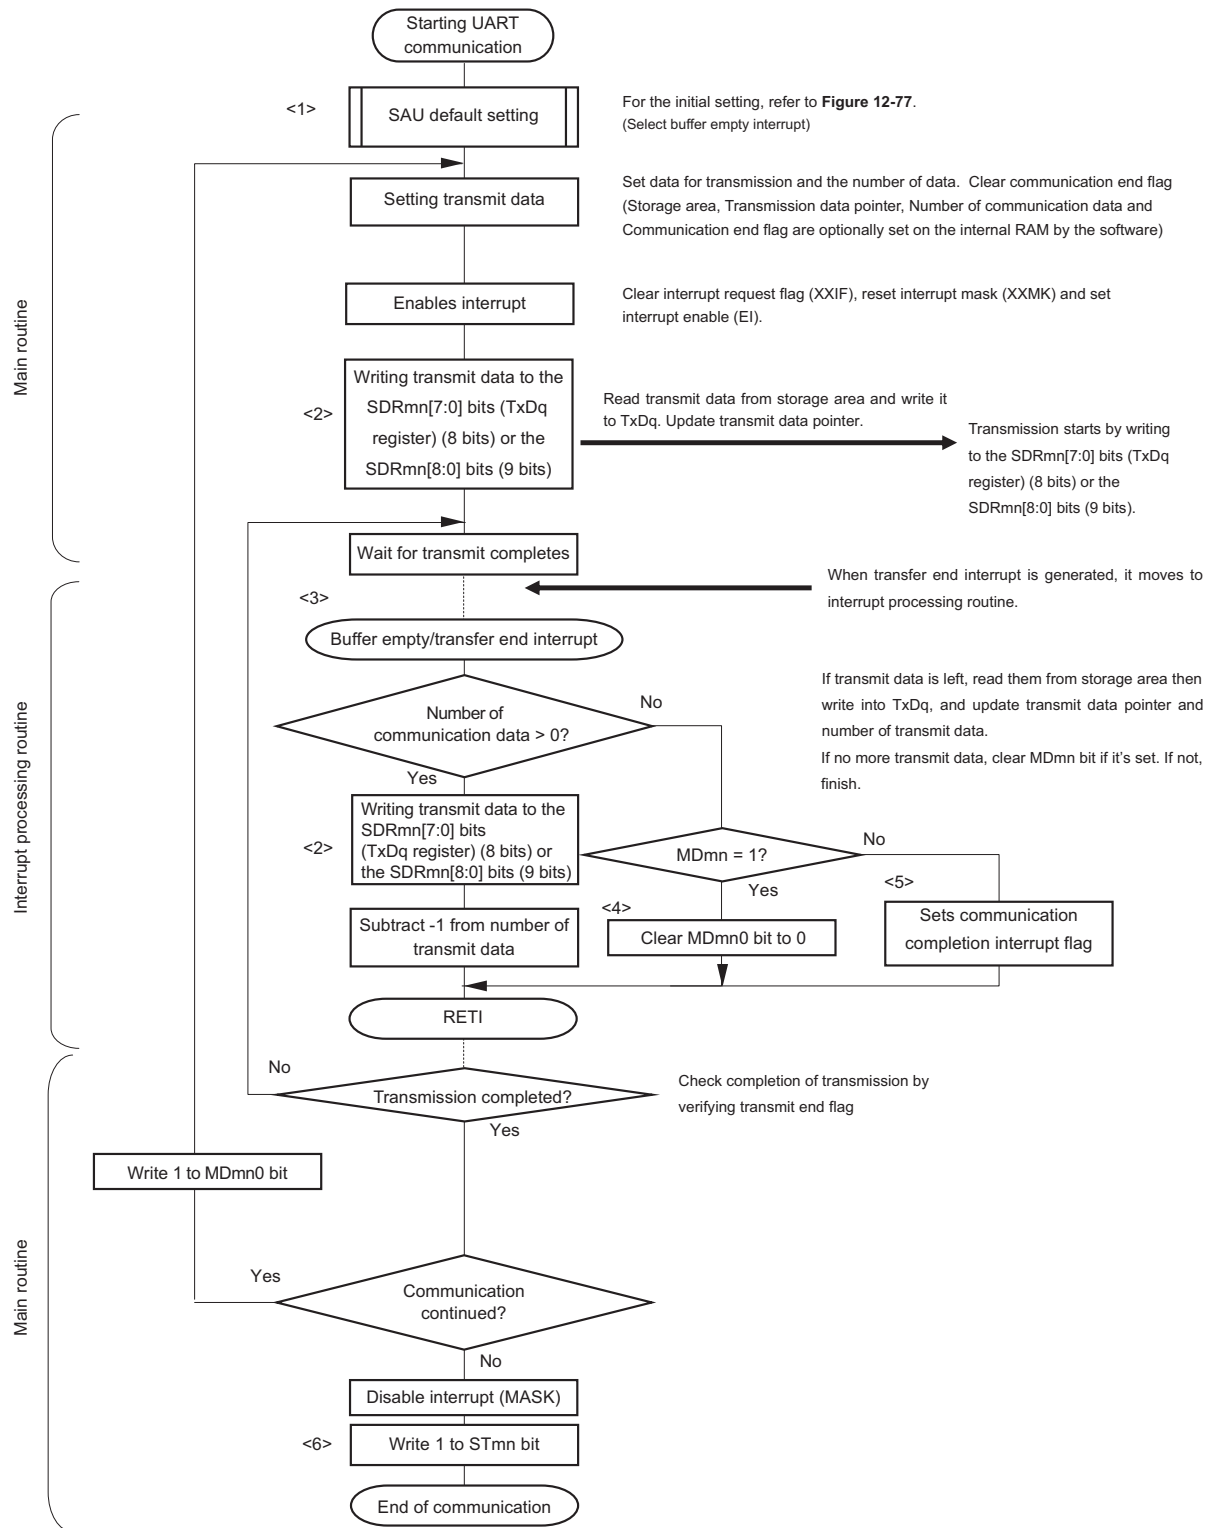 Starting UART
communication
<1>
SAU default setting
For the initial setting, refer to Figure 12-77.
(Select buffer empty interrupt)
Setting transmit data
Set data for transmission and the number of data. Clear communication end flag
(Storage area, Transmission data pointer, Number of communication data and
Communication end flag are optionally set on the internal RAM by the software)
Main routine
Enables interrupt
Clear interrupt request flag (XXIF), reset interrupt mask (XXMK) and set
interrupt enable (EI).
<2>
Writing transmit data to the
SDRmn[7:0] bits (TxDq
register) (8 bits) or the
SDRmn[8:0] bits (9 bits)
Read transmit data from storage area and write it
to TxDq. Update transmit data pointer.
Transmission starts by writing
to the SDRmn[7:0] bits (TxDq
register) (8 bits) or the
SDRmn[8:0] bits (9 bits).
Wait for transmit completes
When transfer end interrupt is generated, it moves to
interrupt processing routine.
<3>
Buffer empty/transfer end interrupt
If transmit data is left, read them from storage area then
write into TxDq, and update transmit data pointer and
number of transmit data.
If no more transmit data, clear MDmn bit if it's set. If not,
finish.
Number of
communication data > 0?
No
Yes
Interrupt processing routine
<2>
Writing transmit data to the
SDRmn[7:0] bits
(TxDq register) (8 bits) or
the SDRmn[8:0] bits (9 bits)
MDmn = 1?
No
Yes
<4>
<5>
Subtract -1 from number of
transmit data
Clear MDmn0 bit to 0
Sets communication
completion interrupt flag
RETI
No
Transmission completed?
Yes
Check completion of transmission by
verifying transmit end flag
Write 1 to MDmn0 bit
Main routine
Yes
Communication
continued?
No
Disable interrupt (MASK)
<6>
Write 1 to STmn bit
End of communication